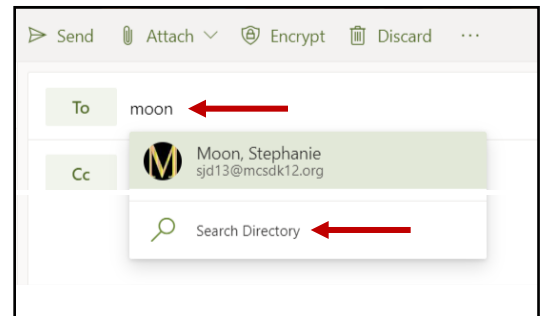 Send Attach Encrypt Discard ...
To moon
Moon, Stephanie
sjd13@mcsdk12.org
Cc
Search Directory